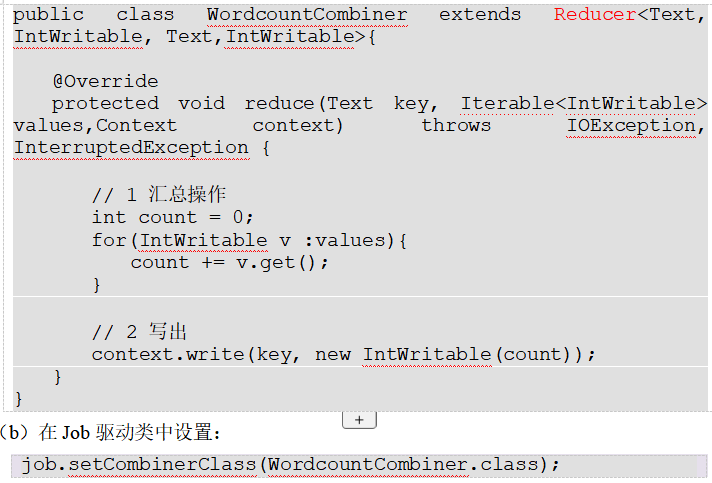 public class WordcountCombiner extends Reducer<Text,
IntWritable, Text,IntWritable>{
@Override
protected void reduce(Text key, Iterable<IntWritable>
values,Context context) throws IOException,
InterruptedException {
// 1 汇总操作
int count = 0;
for(IntWritable v :values){
count += v.get();
}
// 2 写出
context.write(key, new IntWritable(count));
}
}
+
（b）在 Job 驱动类中设置：
job.setCombinerClass(WordcountCombiner.class);